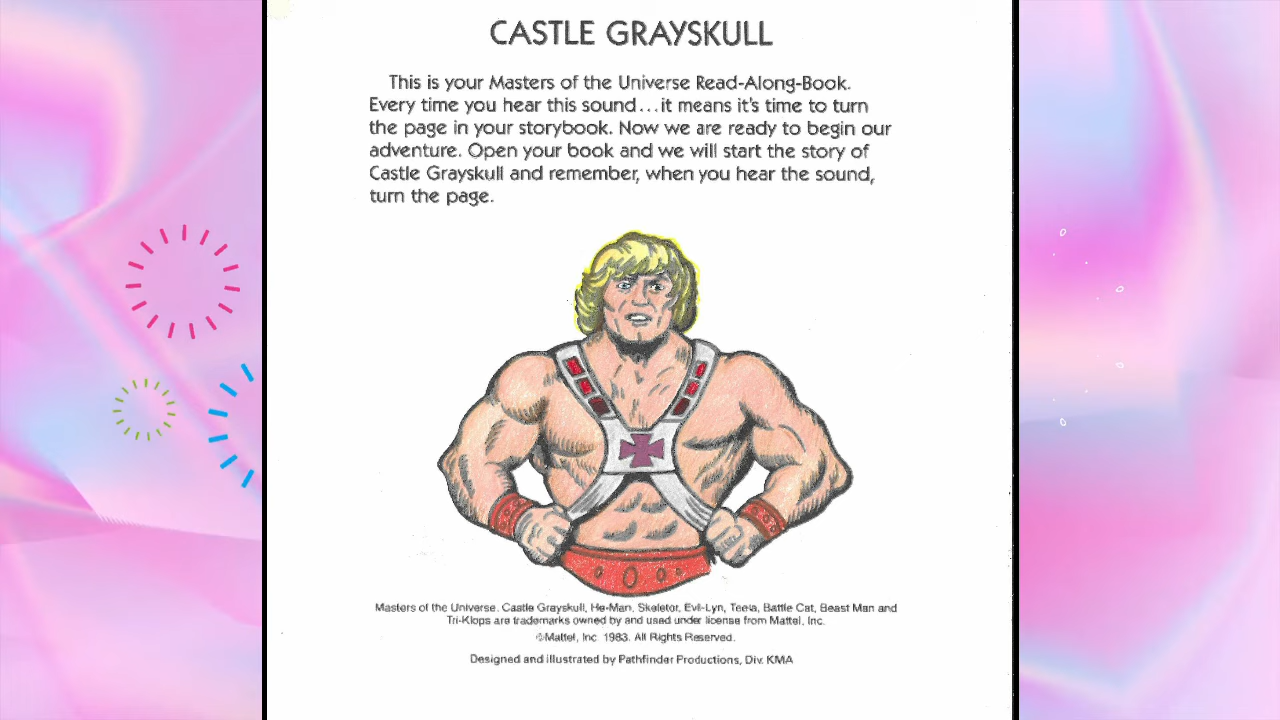 CASTLE GRAYSKULL
This is your Masters of the Universe Read-Along-Book.
Every time you hear this sound...it means it's time to turn
the page in your storybook. Now we are ready to begin our
adventure. Open your book and we will start the story of
Castle Grayskull and remember, when you hear the sound,
turn the page.
Masters of the Universe, Castle Grayskull, He-Man, Skeletor, Evil-Lyn, Teela, Battle Cat, Beast Man and
Tri-Klops are trademarks owned by and used under license from Mattel, Inc.
©Mattel, Inc. 1983. All Rights Reserved.
Designed and illustrated by Pathfinder Productions, Div. KMA